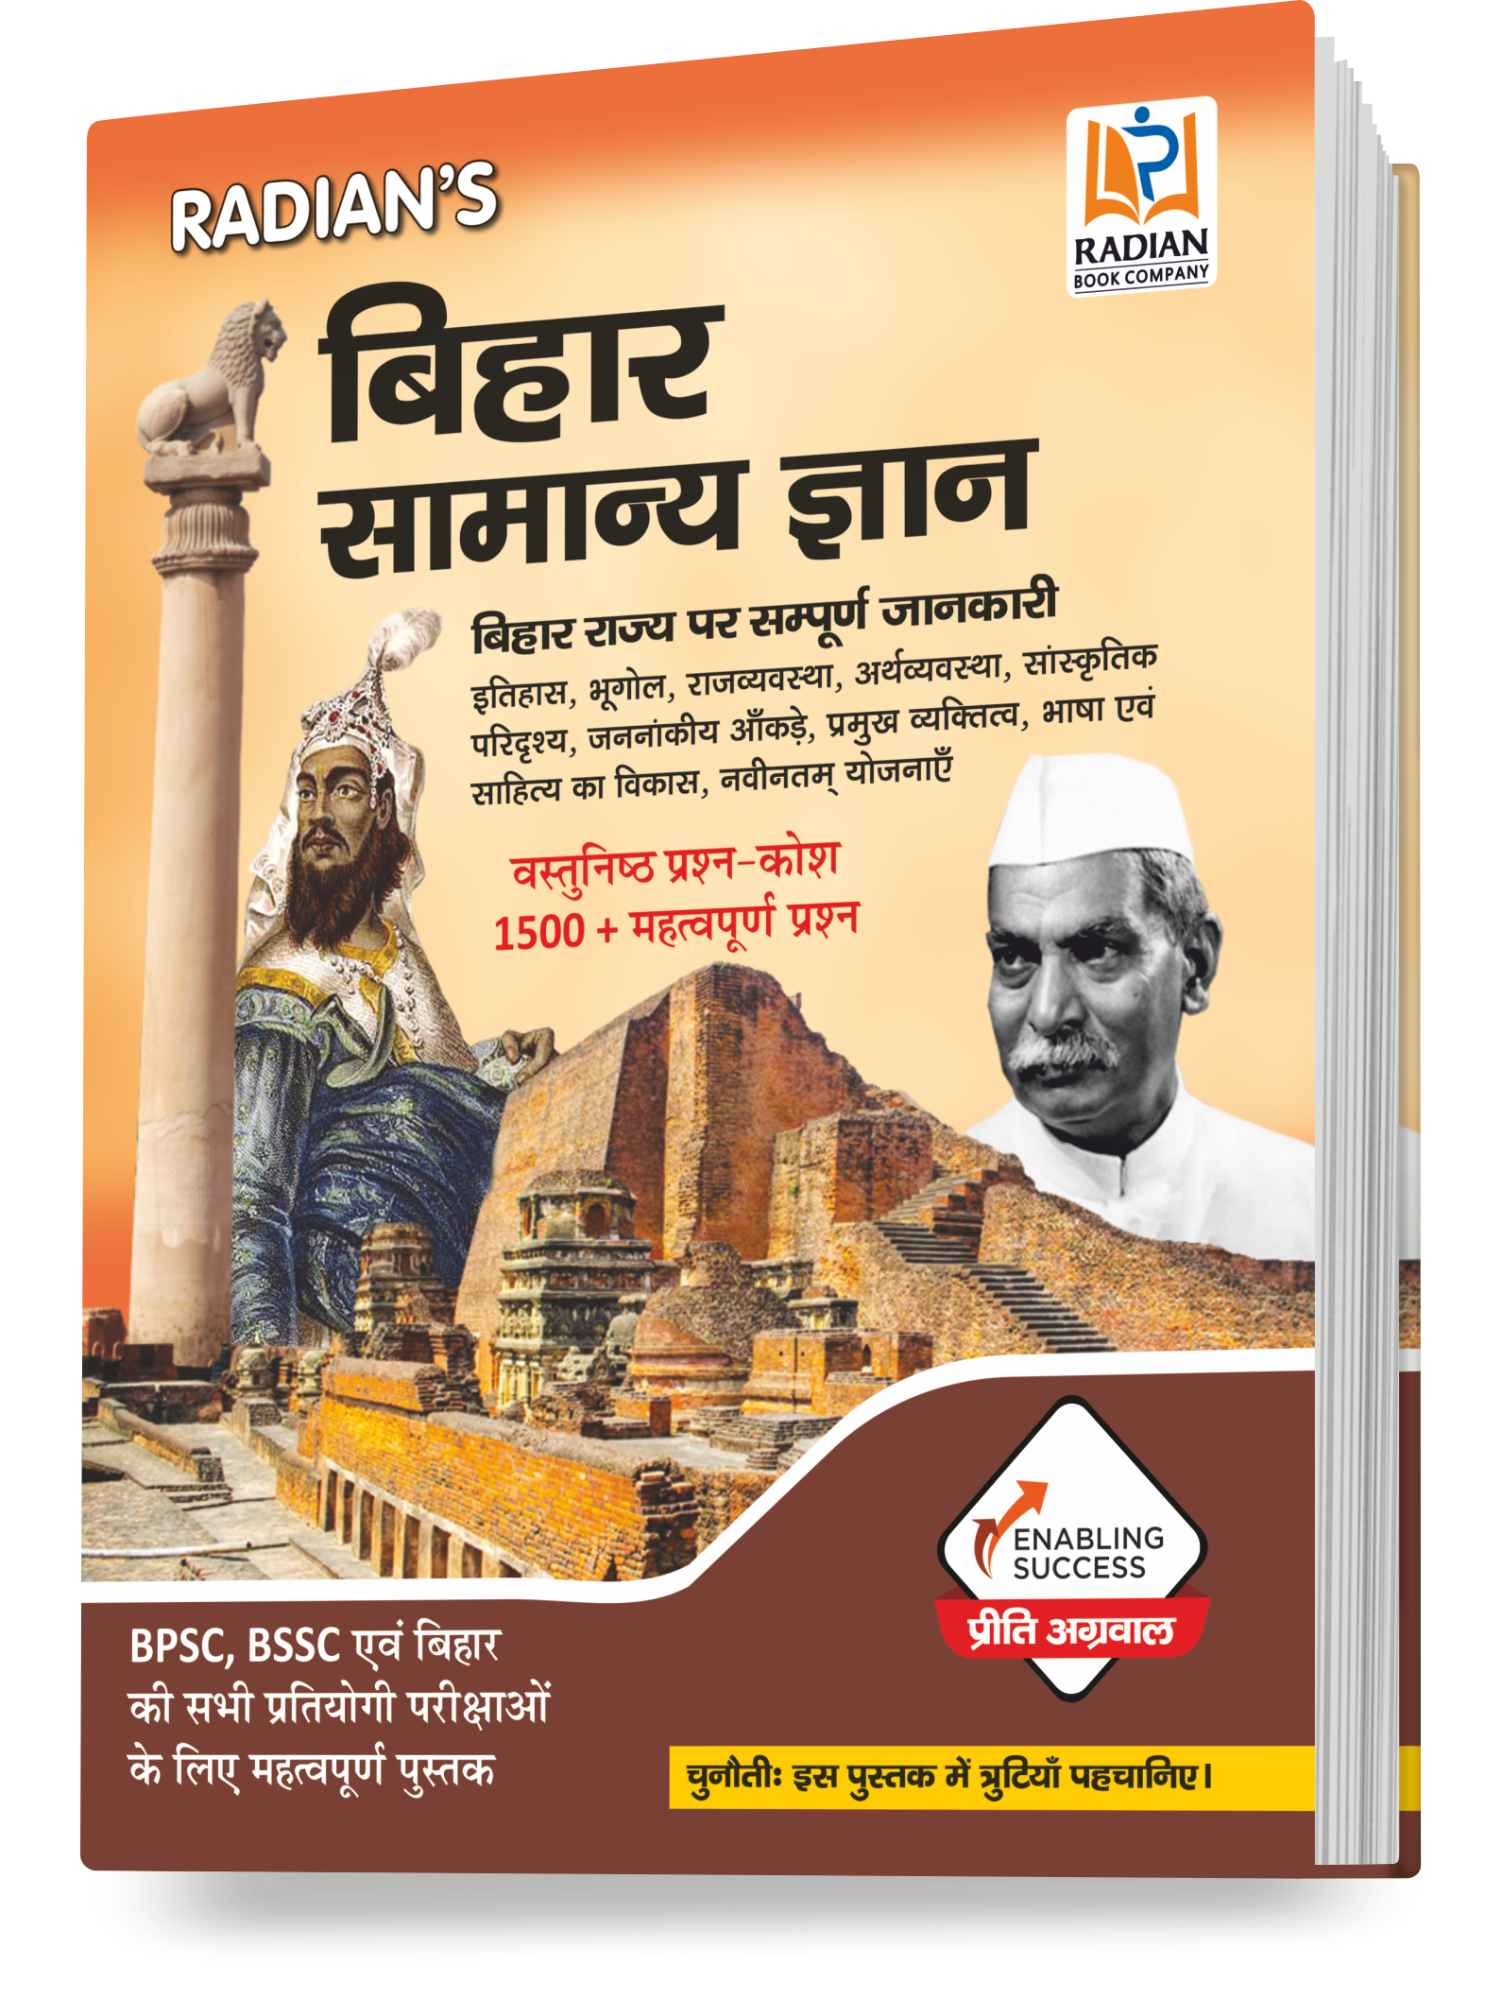 RADIAN'S
RADIAN
BOOK COMPANY
बिहार
सामान्य ज्ञान
बिहार राज्य पर सम्पूर्ण जानकारी
इतिहास, भूगोल, राजव्यवस्था, अर्थव्यवस्था, सांस्कृतिक
परिदृश्य, जननांकीय आँकड़े, प्रमुख व्यक्तित्व, भाषा एवं
साहित्य का विकास, नवीनतम् योजनाएँ
वस्तुनिष्ठ प्रश्न-कोश
1500 + महत्वपूर्ण प्रश्न
ENABLING
SUCCESS
प्रीति अग्रवाल
BPSC, BSSC एवं बिहार
की सभी प्रतियोगी परीक्षाओं
के लिए महत्वपूर्ण पुस्तक
चुनौतीः इस पुस्तक में त्रुटियाँ पहचानिए।